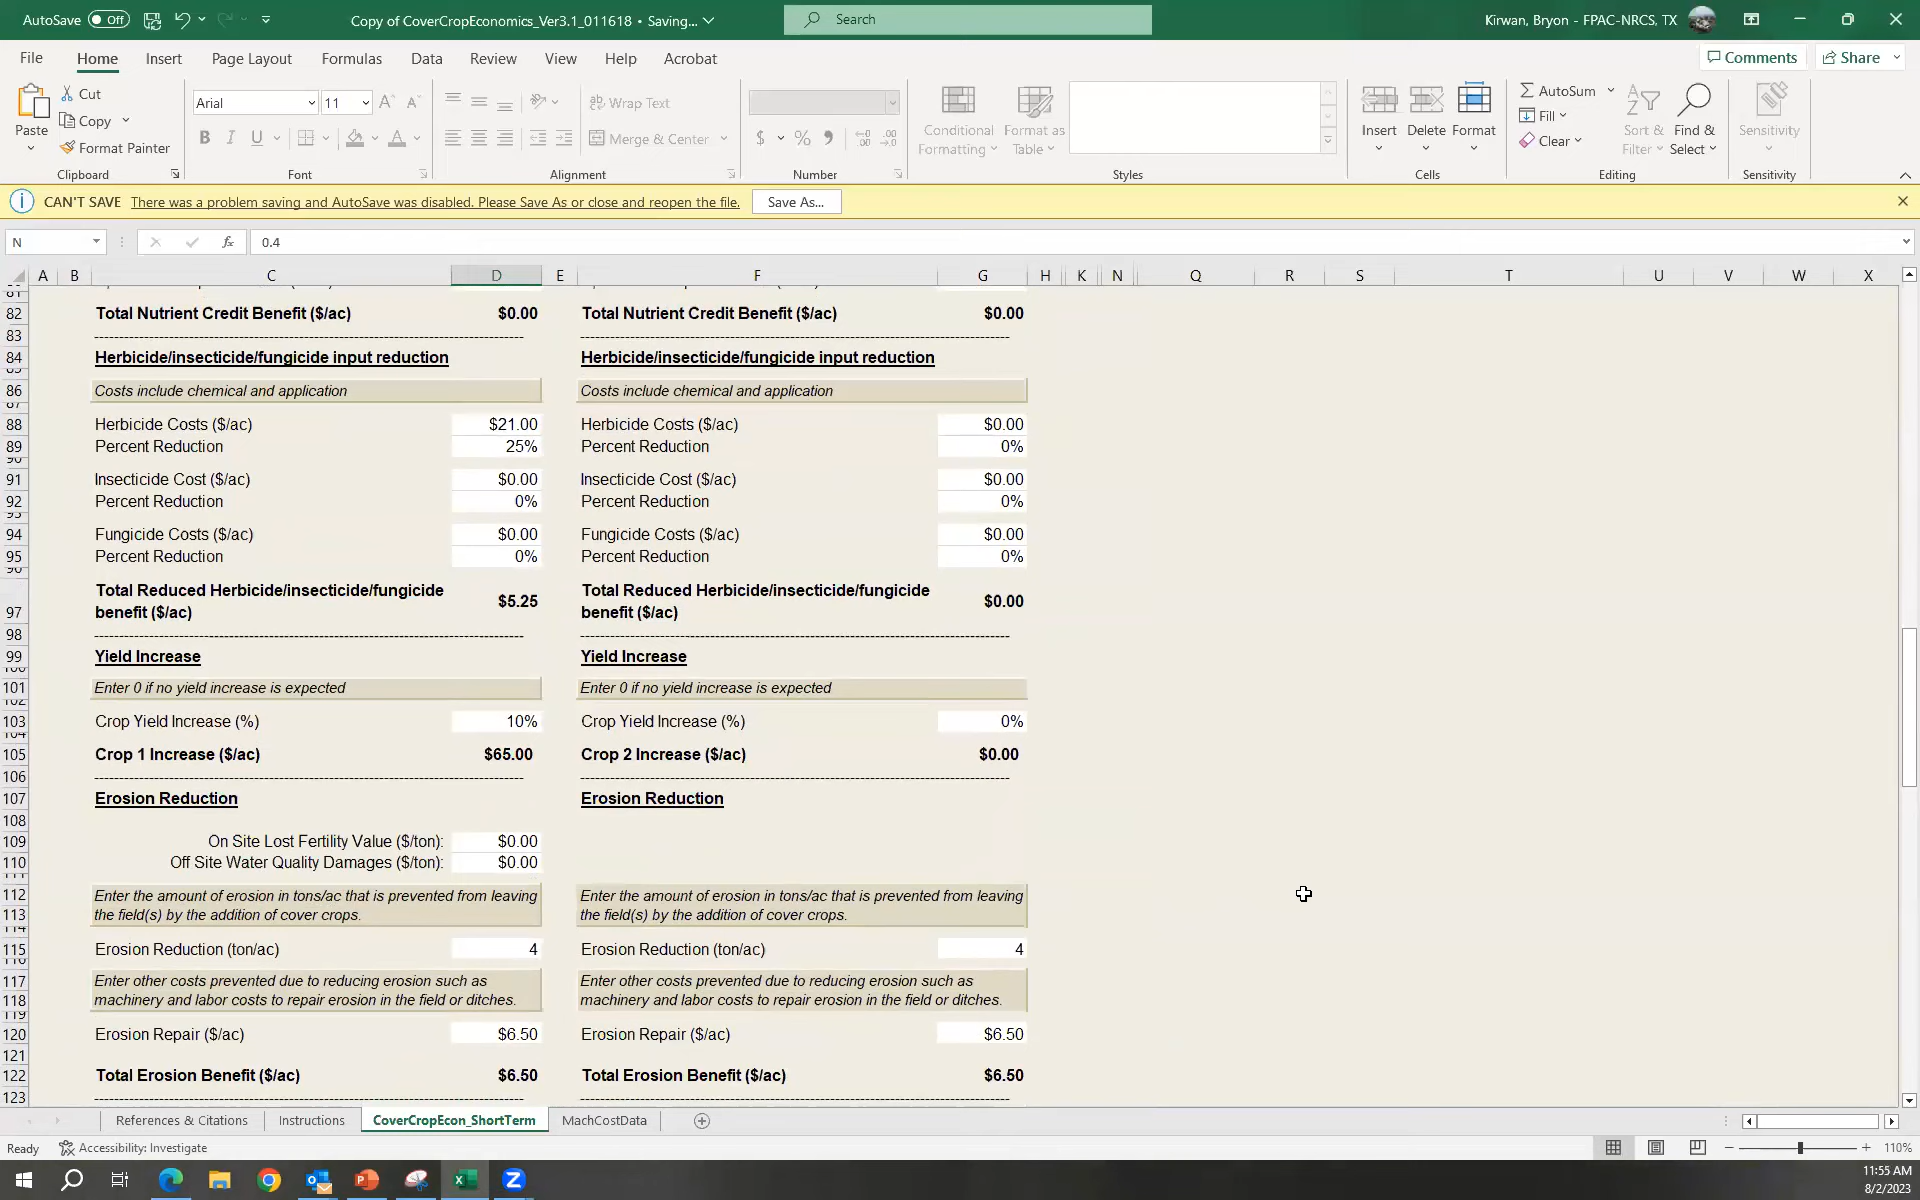 AutoSave Off Copy of CoverCropEconomics_Ver3.1_011618 • Saving... Search Kirwan, Bryon - FPAC-NRCS, TX
File Home Insert Page Layout Formulas Data Review View Help Acrobat Comments Share
Cut Arial 11 Wrap Text AutoSum
Copy Fill
Paste Format Painter B I U Merge & Center $ % Conditional Formatting Format as Table Insert Delete Format Clear Sort & Filter Find & Select Sensitivity
Clipboard Font Alignment Number Styles Cells Editing Sensitivity
CAN'T SAVE There was a problem saving and AutoSave was disabled. Please Save As or close and reopen the file. Save As...
N fx 0.4
A B C D E F G H K N Q R S T U V W X
82 Total Nutrient Credit Benefit ($/ac) $0.00 Total Nutrient Credit Benefit ($/ac) $0.00
83
84 Herbicide/insecticide/fungicide input reduction Herbicide/insecticide/fungicide input reduction
86 Costs include chemical and application Costs include chemical and application
88 Herbicide Costs ($/ac) $21.00 Herbicide Costs ($/ac) $0.00
89 Percent Reduction 25% Percent Reduction 0%
91 Insecticide Cost ($/ac) $0.00 Insecticide Cost ($/ac) $0.00
92 Percent Reduction 0% Percent Reduction 0%
94 Fungicide Costs ($/ac) $0.00 Fungicide Costs ($/ac) $0.00
95 Percent Reduction 0% Percent Reduction 0%
Total Reduced Herbicide/insecticide/fungicide Total Reduced Herbicide/insecticide/fungicide
97 benefit ($/ac) $5.25 benefit ($/ac) $0.00
98
99 Yield Increase Yield Increase
101 Enter 0 if no yield increase is expected Enter 0 if no yield increase is expected
103 Crop Yield Increase (%) 10% Crop Yield Increase (%) 0%
105 Crop 1 Increase ($/ac) $65.00 Crop 2 Increase ($/ac) $0.00
106
107 Erosion Reduction Erosion Reduction
108
109 On Site Lost Fertility Value ($/ton): $0.00
110 Off Site Water Quality Damages ($/ton): $0.00
112 Enter the amount of erosion in tons/ac that is prevented from leaving Enter the amount of erosion in tons/ac that is prevented from leaving
113 the field(s) by the addition of cover crops. the field(s) by the addition of cover crops.
115 Erosion Reduction (ton/ac) 4 Erosion Reduction (ton/ac) 4
117 Enter other costs prevented due to reducing erosion such as Enter other costs prevented due to reducing erosion such as
118 machinery and labor costs to repair erosion in the field or ditches. machinery and labor costs to repair erosion in the field or ditches.
120 Erosion Repair ($/ac) $6.50 Erosion Repair ($/ac) $6.50
121
122 Total Erosion Benefit ($/ac) $6.50 Total Erosion Benefit ($/ac) $6.50
123
References & Citations Instructions CoverCropEcon_ShortTerm MachCostData
Ready Accessibility: Investigate 110%
11:55 AM
8/2/2023